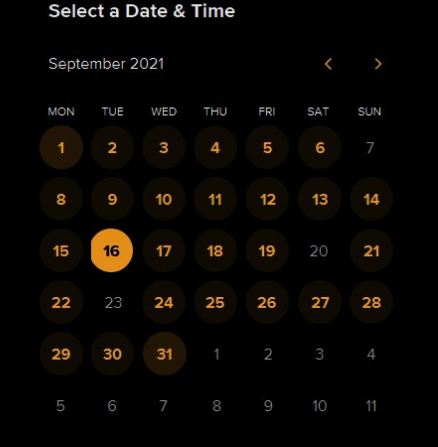 Select a Date & Time
September 2021 < >
MON TUE WED THU FRI SAT SUN
1 2 3 4 5 6 7
8 9 10 11 12 13 14
15 16 17 18 19 20 21
22 23 24 25 26 27 28
29 30 31 1 2 3 4
5 6 7 8 9 10 11